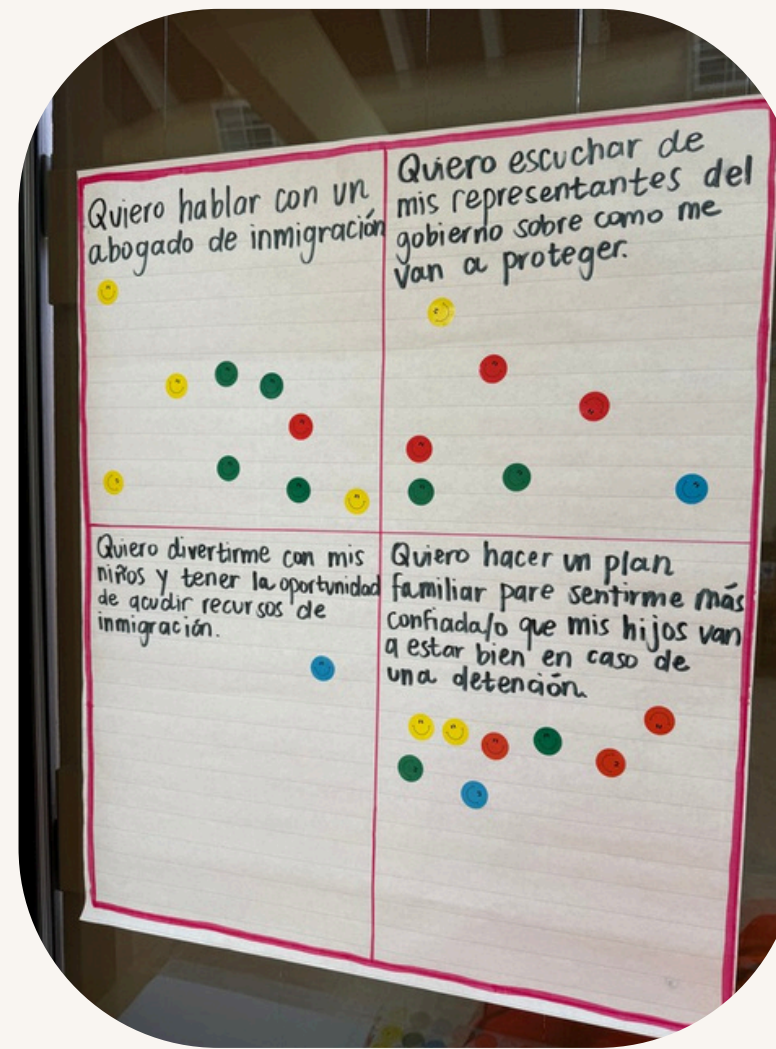 Quiero hablar con un
abogado de inmigración
Quiero escuchar de
mis representantes del
gobierno sobre como me
van a proteger.
Quiero divertirme con mis
niños y tener la oportunidad
de acudir recursos de
inmigración.
Quiero hacer un plan
familiar pare sentirme más
confiada/o que mis hijos van
a estar bien en caso de
una detención.